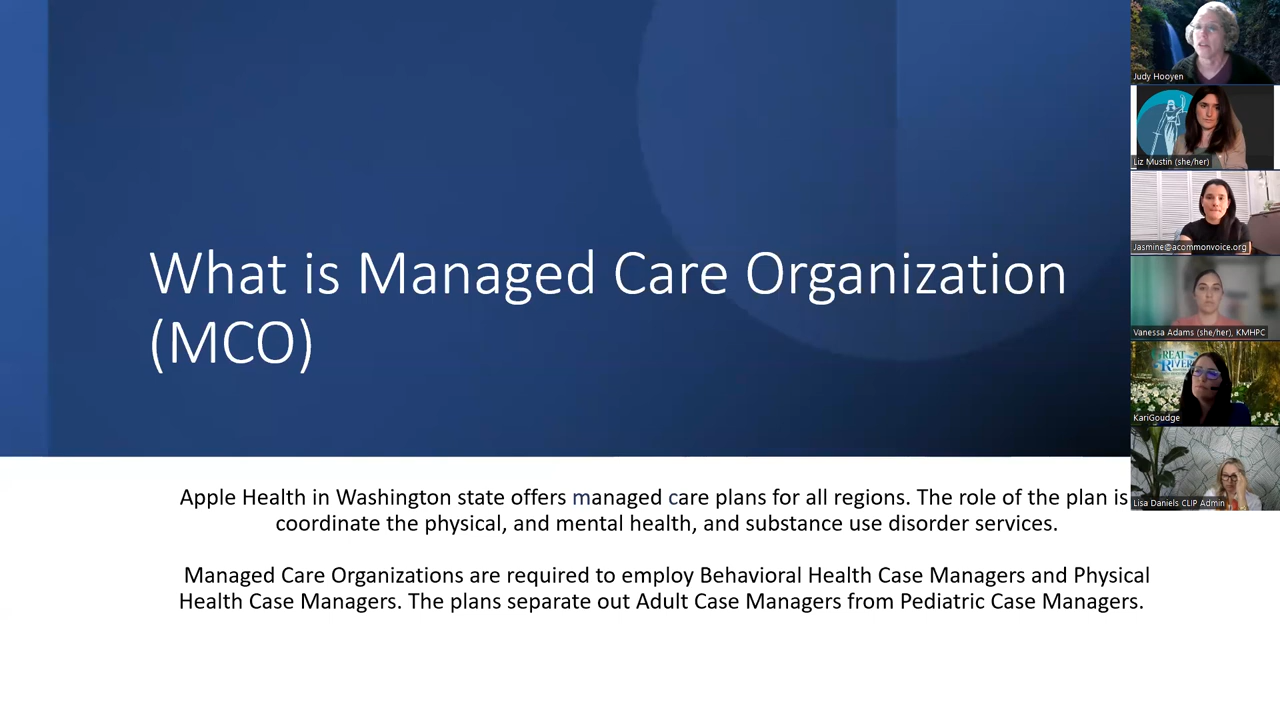 What is Managed Care Organization
(MCO)
Apple Health in Washington state offers managed care plans for all regions. The role of the plan is
coordinate the physical, and mental health, and substance use disorder services.
Managed Care Organizations are required to employ Behavioral Health Case Managers and Physical
Health Case Managers. The plans separate out Adult Case Managers from Pediatric Case Managers.
Judy Hooyen
Liz Mustin (she/her)
Jasmine@acommonvoice.org
Vanessa Adams (she/her), KMHPC
GREAT
RIVER
KariGoudge
Lisa Daniels CLIP Admin